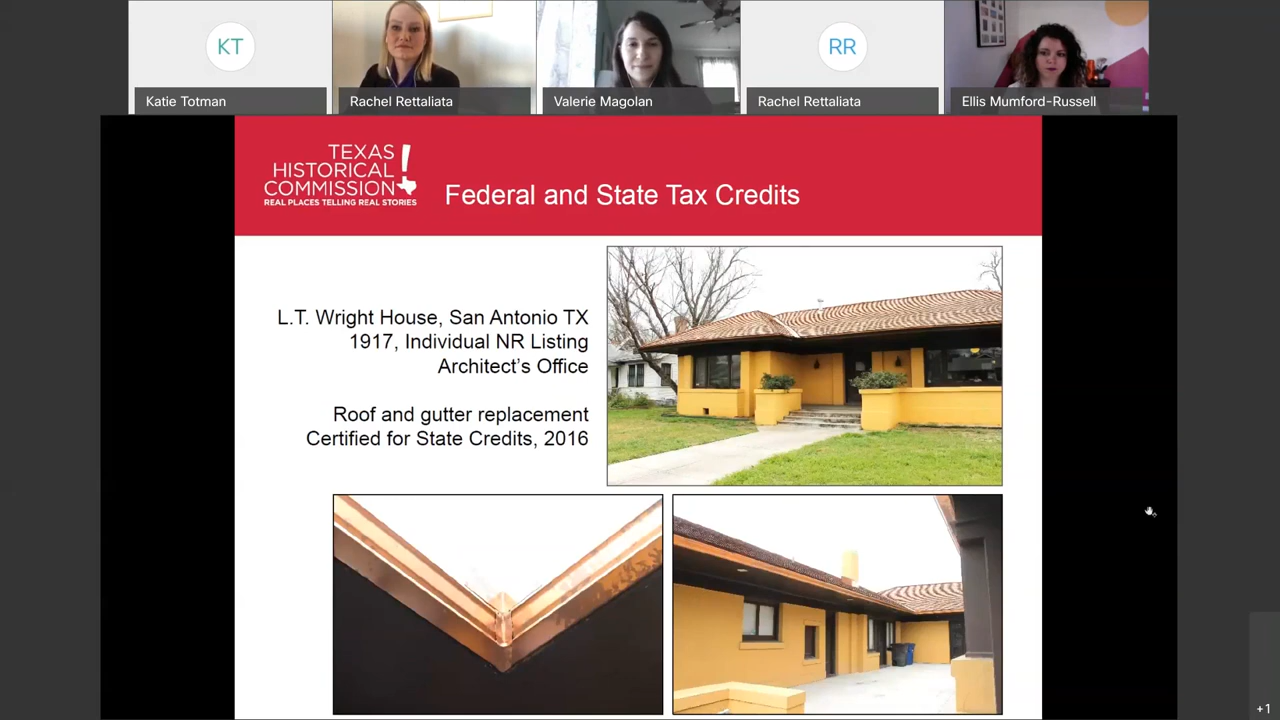 KT
Katie Totman
Rachel Rettaliata
Valerie Magolan
RR
Rachel Rettaliata
Ellis Mumford-Russell
TEXAS
HISTORICAL
COMMISSION
REAL PLACES TELLING REAL STORIES
Federal and State Tax Credits
L.T. Wright House, San Antonio TX
1917, Individual NR Listing
Architect's Office
Roof and gutter replacement
Certified for State Credits, 2016
+1